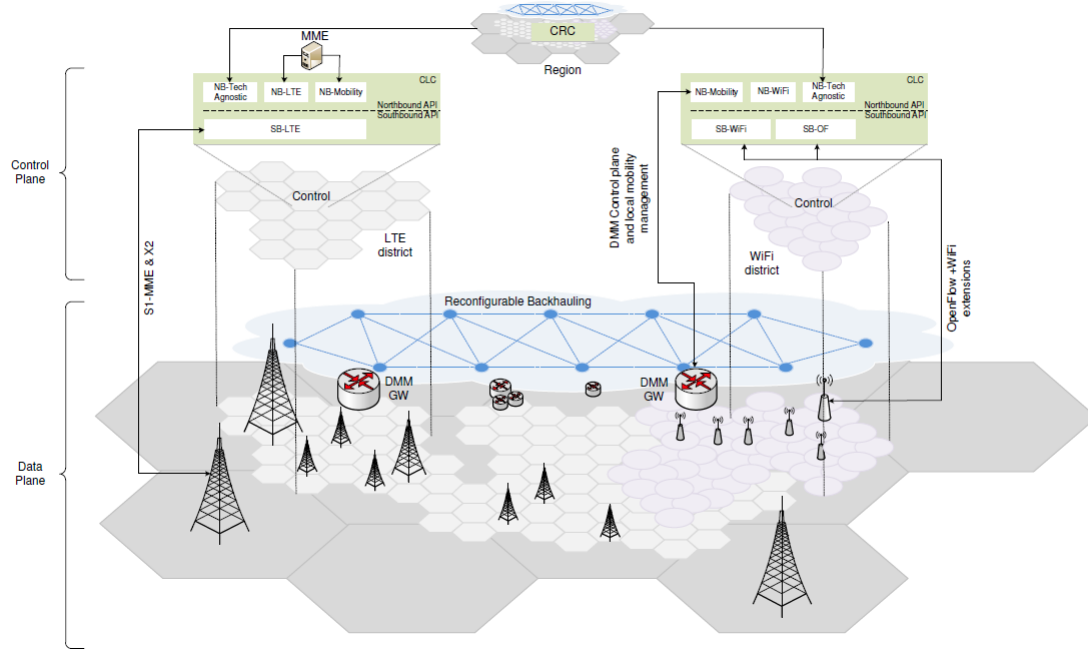 CRC
MME
Region
CLC
NB-Tech
Agnostic
NB-LTE
NB-Mobility
Northbound API
Southbound API
SB-LTE
CLC
NB-Mobility
NB-WiFi
NB-Tech
Agnostic
Northbound API
Southbound API
SB-WiFi
SB-OF
Control
Plane
Control
LTE
district
S1-MME & X2
DMM Control plane
and local mobility
management
Control
WiFi
district
OpenFlow +WiFi
extensions
Reconfigurable Backhauling
DMM
GW
DMM
GW
Data
Plane